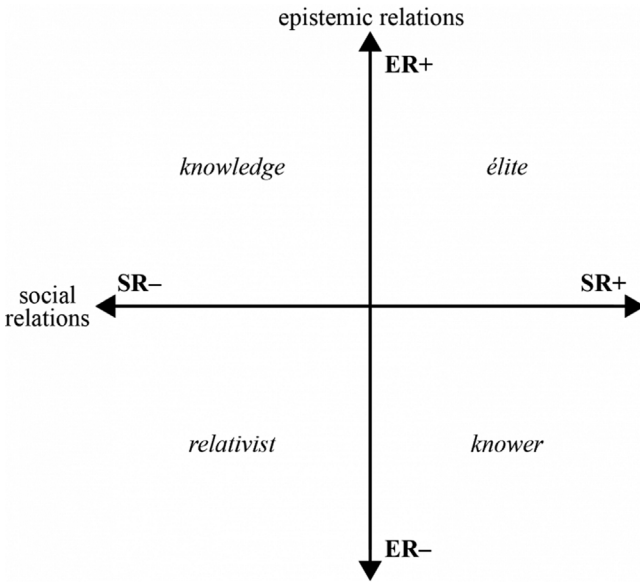 epistemic relations
ER+
knowledge
élite
SR–
SR+
social
relations
relativist
knower
ER–